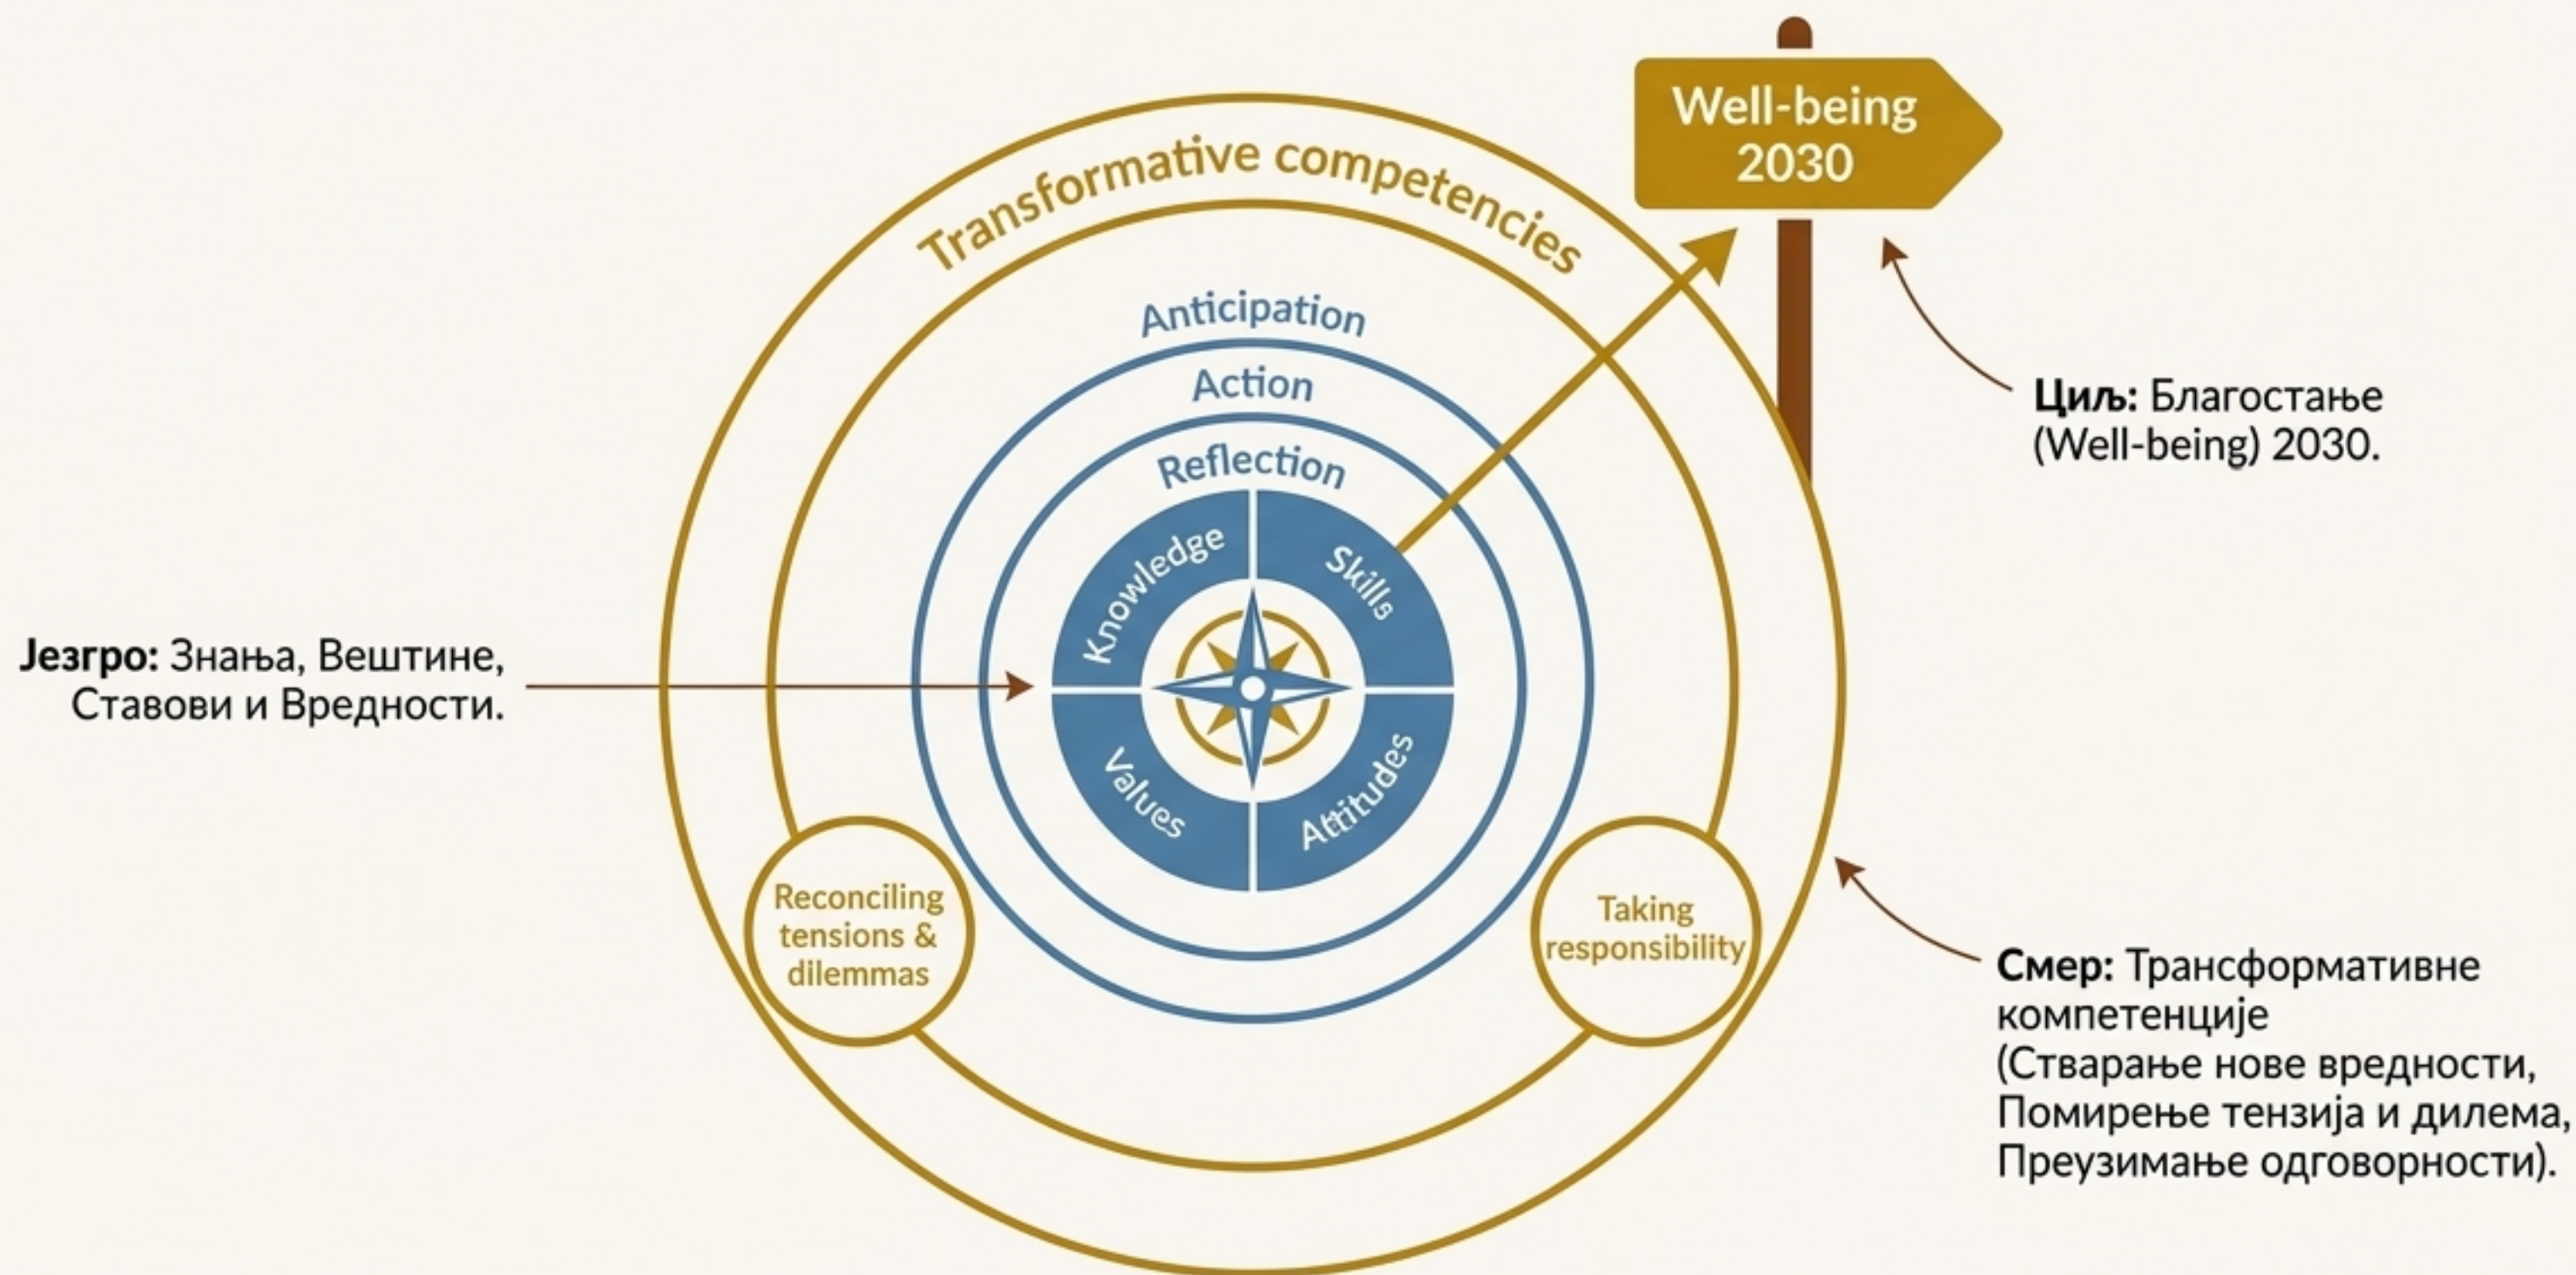 Well-being
2030
Transformative competencies
Anticipation
Action
Reflection
Knowledge
Skills
Values
Attitudes
Reconciling
tensions &
dilemmas
Taking
responsibility
Језгро: Знања, Вештине,
Ставови и Вредности.
Циљ: Благостање
(Well-being) 2030.
Смер: Трансформативне
компетенције
(Стварање нове вредности,
Помирење тензија и дилема,
Преузимање одговорности).